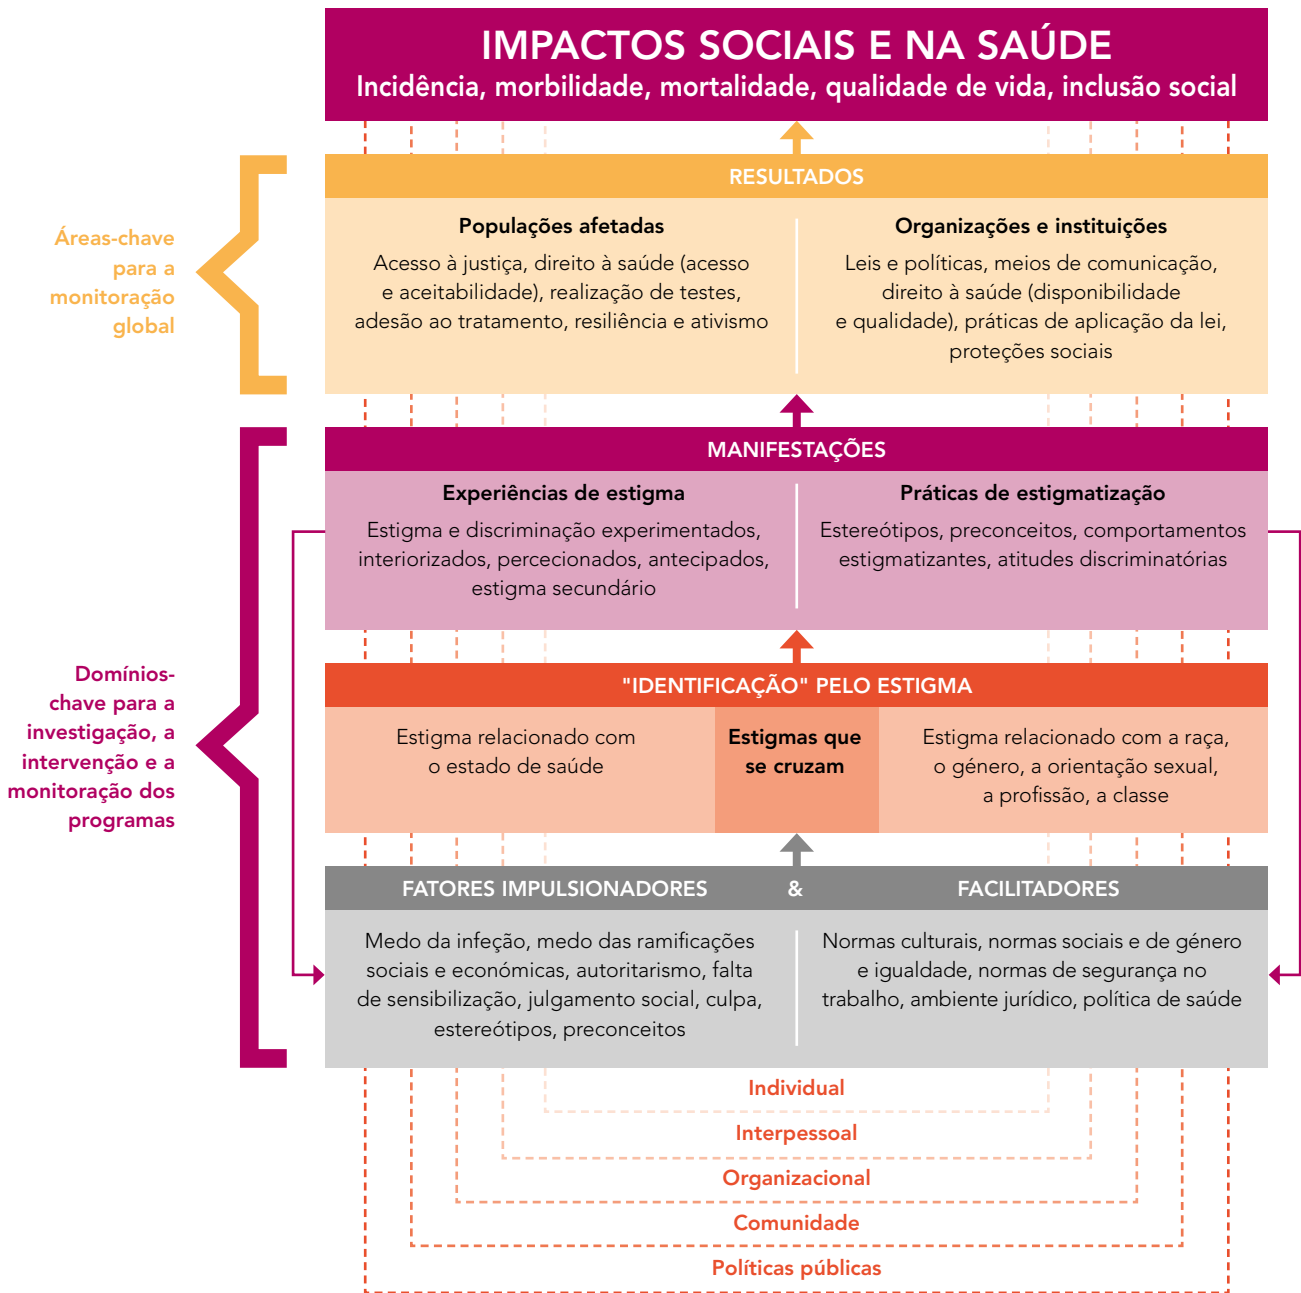 IMPACTOS SOCIAIS E NA SAÚDE
Incidência, morbilidade, mortalidade, qualidade de vida, inclusão social
Áreas-chave
para a
monitoração
global
RESULTADOS
Populações afetadas
Acesso à justiça, direito à saúde (acesso
e aceitabilidade), realização de testes,
adesão ao tratamento, resiliência e ativismo
Organizações e instituições
Leis e políticas, meios de comunicação,
direito à saúde (disponibilidade
e qualidade), práticas de aplicação da lei,
proteções sociais
Domínios-
chave para a
investigação, a
intervenção e a
monitoração dos
programas
MANIFESTAÇÕES
Experiências de estigma
Estigma e discriminação experimentados,
interiorizados, percecionados, antecipados,
estigma secundário
Práticas de estigmatização
Estereótipos, preconceitos, comportamentos
estigmatizantes, atitudes discriminatórias
"IDENTIFICAÇÃO" PELO ESTIGMA
Estigma relacionado com
o estado de saúde
Estigmas que
se cruzam
Estigma relacionado com a raça,
o género, a orientação sexual,
a profissão, a classe
FATORES IMPULSIONADORES & FACILITADORES
Medo da infeção, medo das ramificações
sociais e económicas, autoritarismo, falta
de sensibilização, julgamento social, culpa,
estereótipos, preconceitos
Normas culturais, normas sociais e de género
e igualdade, normas de segurança no
trabalho, ambiente jurídico, política de saúde
Individual
Interpessoal
Organizacional
Comunidade
Políticas públicas